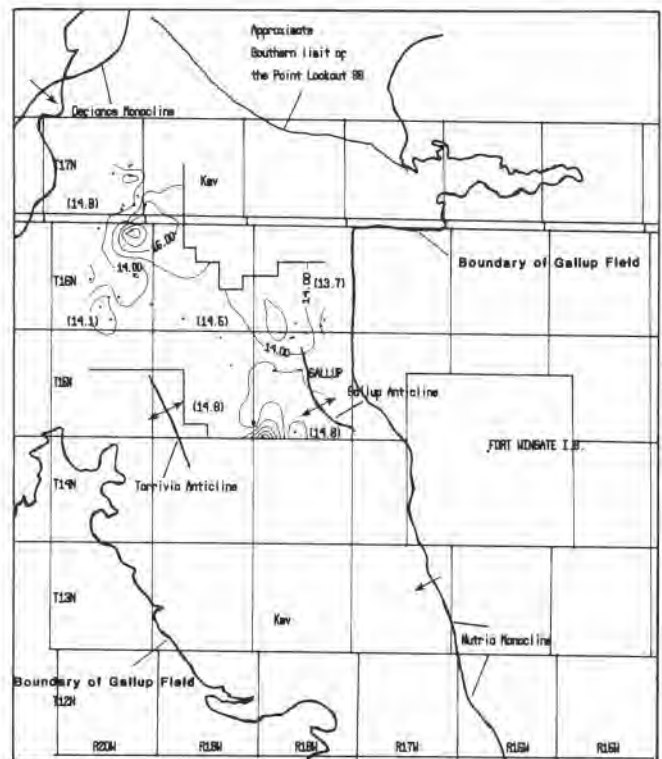 Approximate
Southern limit of
the Point Lookout SS
Defiance Monocline
T17N
Kmv
(14.8)
16.00
Boundary of Gallup Field
14.00
T16N
14.00
(13.7)
(14.1)
(14.5)
14.00
GALLUP
T15N
Gallup Anticline
(14.8)
(14.8)
FORT WINGATE I.B.
T14N
Torrivio Anticline
T13N
Kmv
Nutria Monocline
Boundary of Gallup Field
T12N
R20W
R19W
R18W
R17W
R16W
R15W